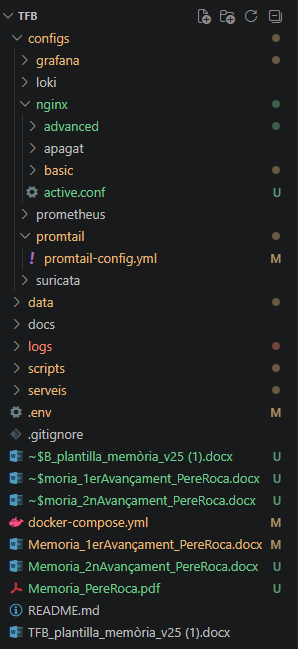 TFB
configs
grafana
loki
nginx
advanced
apagat
basic
active.conf U
prometheus
promtail
! promtail-config.yml M
suricata
data
docs
logs
scripts
serveis
.env M
.gitignore
~$B_plantilla_memòria_v25 (1).docx U
~$moria_1erAvançament_PereRoca.docx U
~$moria_2nAvançament_PereRoca.docx U
docker-compose.yml M
Memoria_1erAvançament_PereRoca.docx M
Memoria_2nAvançament_PereRoca.docx U
Memoria_PereRoca.pdf U
README.md
TFB_plantilla_memòria_v25 (1).docx